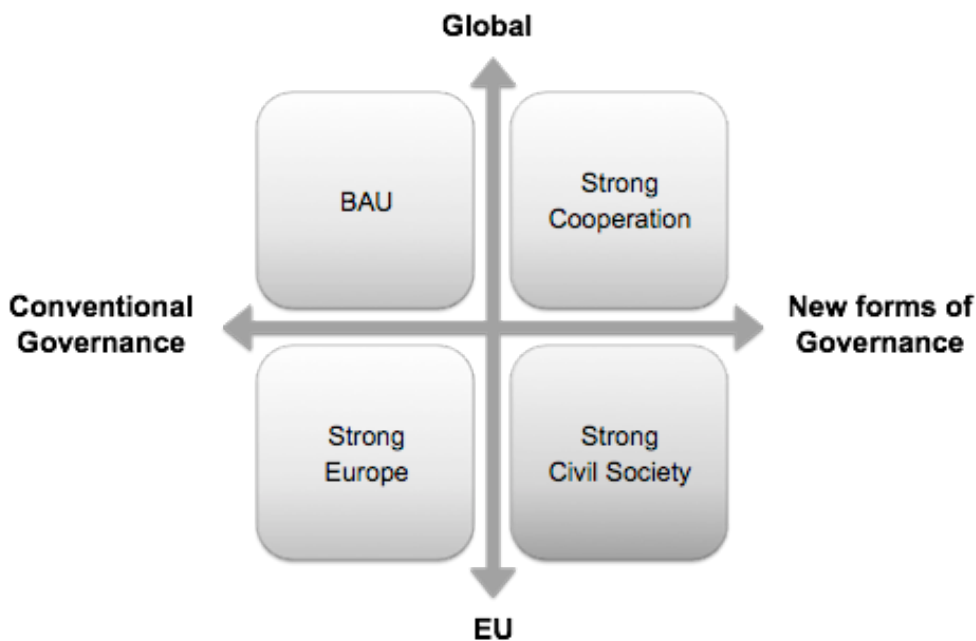 Global
BAU
Strong
Cooperation
Conventional
Governance
New forms of
Governance
Strong
Europe
Strong
Civil Society
EU